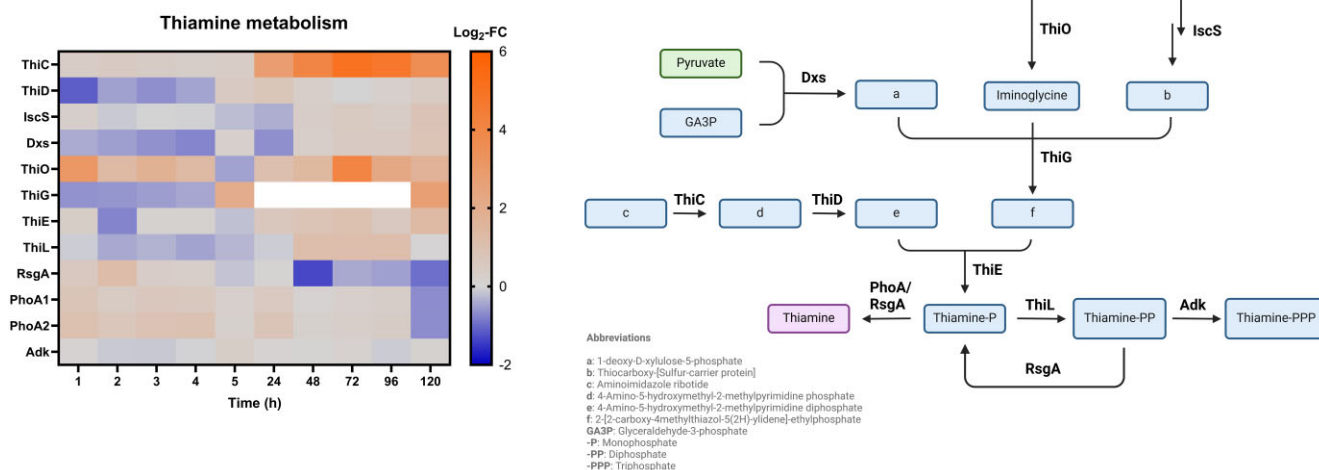 Thiamine metabolism
Log2-FC
ThiC
ThiD
IscS
Dxs
ThiO
ThiG
ThiE
ThiL
RsgA
PhoA1
PhoA2
Adk
1 2 3 4 5 24 48 72 96 120
Time (h)
6
4
2
0
-2
ThiO
IscS
Pyruvate
Dxs
GA3P
a
Iminoglycine
b
ThiG
c
ThiC
d
ThiD
e
f
ThiE
Thiamine
PhoA/
RsgA
Thiamine-P
ThiL
Thiamine-PP
Adk
Thiamine-PPP
RsgA
Abbreviations
a: 1-deoxy-D-xylulose-5-phosphate
b: Thiocarboxy-[Sulfur-carrier protein]
c: Aminoimidazole ribotide
d: 4-Amino-5-hydroxymethyl-2-methylpyrimidine phosphate
e: 4-Amino-5-hydroxymethyl-2-methylpyrimidine diphosphate
f: 2-[2-carboxy-4methylthiazol-5(2H)-ylidene]-ethylphosphate
GA3P: Glyceraldehyde-3-phosphate
-P: Monophosphate
-PP: Diphosphate
-PPP: Triphosphate